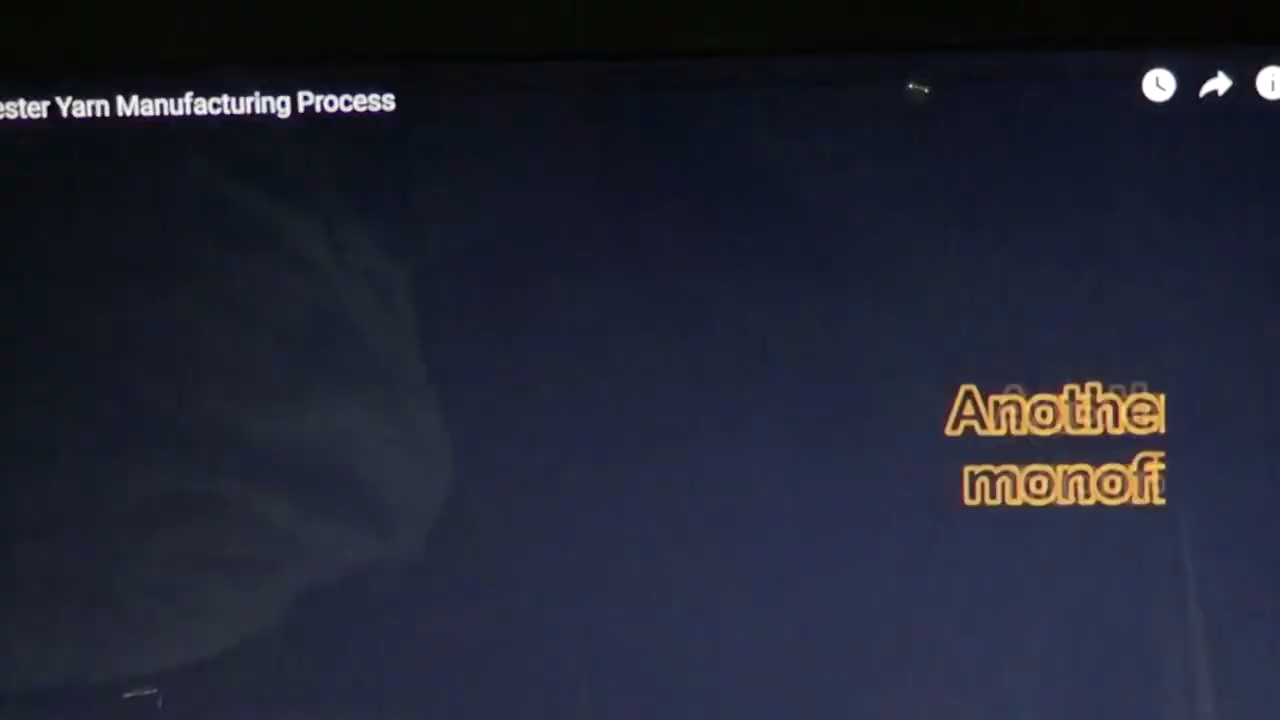 ester Yarn Manufacturing Process
Anothe
monofi